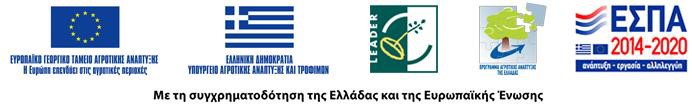 ΕΥΡΩΠΑΪΚΟ ΓΕΩΡΓΙΚΟ ΤΑΜΕΙΟ ΑΓΡΟΤΙΚΗΣ ΑΝΑΠΤΥΞΗΣ
Η Ευρώπη επενδύει στις αγροτικές περιοχές
ΕΛΛΗΝΙΚΗ ΔΗΜΟΚΡΑΤΙΑ
ΥΠΟΥΡΓΕΙΟ ΑΓΡΟΤΙΚΗΣ ΑΝΑΠΤΥΞΗΣ ΚΑΙ ΤΡΟΦΙΜΩΝ
LEADER
ΠΡΟΓΡΑΜΜΑ ΑΓΡΟΤΙΚΗΣ ΑΝΑΠΤΥΞΗΣ
ΤΗΣ ΕΛΛΑΔΑΣ
ΕΣΠΑ
2014-2020
ανάπτυξη - εργασία - αλληλεγγύη
Με τη συγχρηματοδότηση της Ελλάδας και της Ευρωπαϊκής Ένωσης